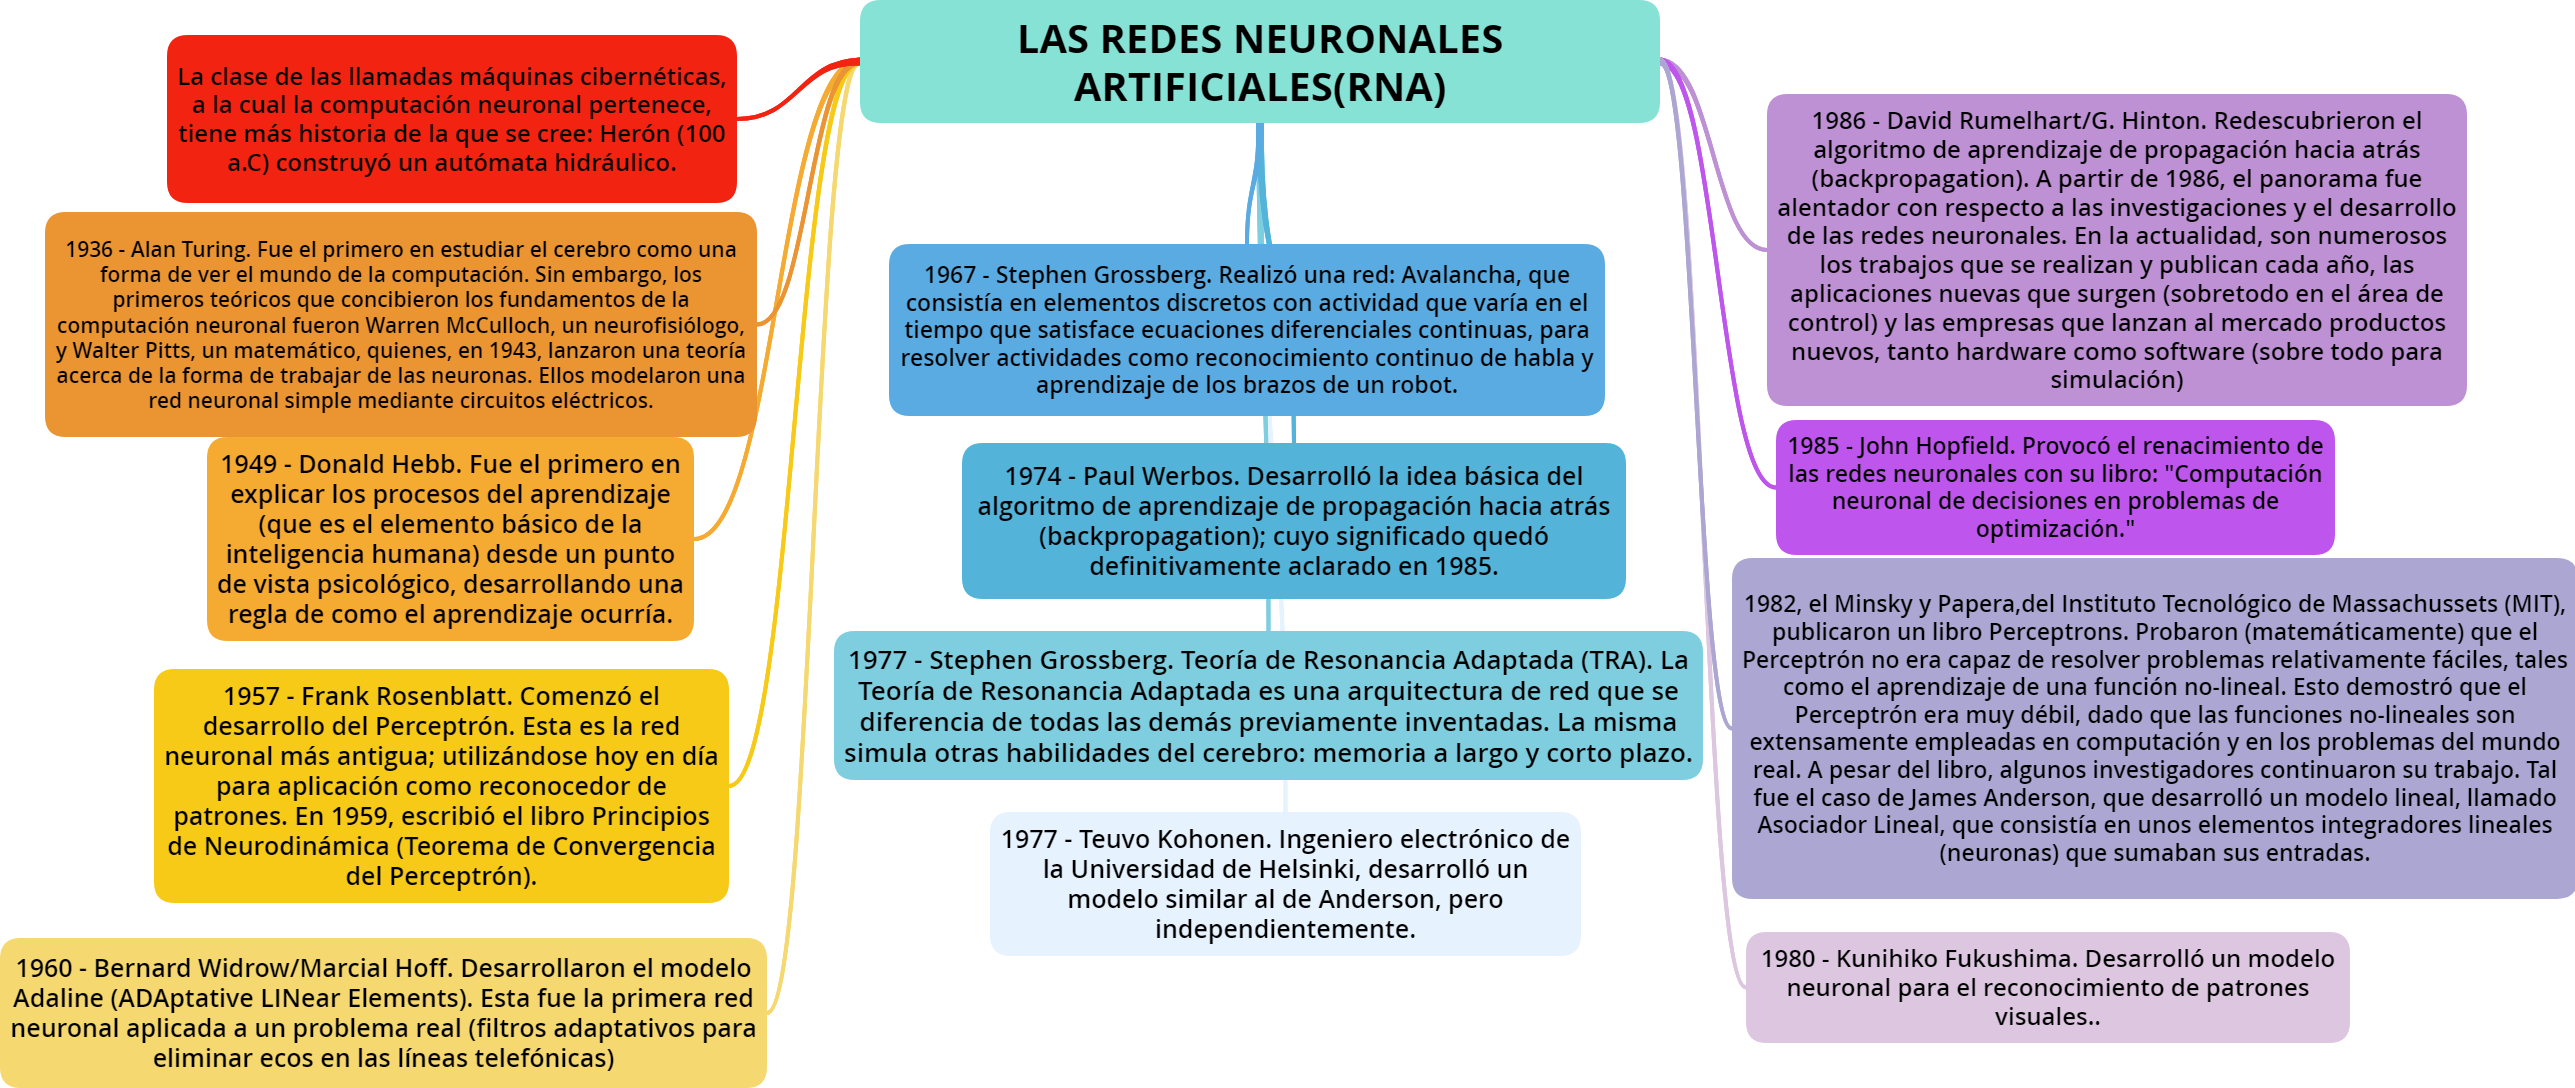 LAS REDES NEURONALES
ARTIFICIALES(RNA)
La clase de las llamadas máquinas cibernéticas,
a la cual la computación neuronal pertenece,
tiene más historia de la que se cree: Herón (100
a.C) construyó un autómata hidráulico.
1936 - Alan Turing. Fue el primero en estudiar el cerebro como una
forma de ver el mundo de la computación. Sin embargo, los
primeros teóricos que concibieron los fundamentos de la
computación neuronal fueron Warren McCulloch, un neurofisiólogo,
y Walter Pitts, un matemático, quienes, en 1943, lanzaron una teoría
acerca de la forma de trabajar de las neuronas. Ellos modelaron una
red neuronal simple mediante circuitos eléctricos.
1949 - Donald Hebb. Fue el primero en
explicar los procesos del aprendizaje
(que es el elemento básico de la
inteligencia humana) desde un punto
de vista psicológico, desarrollando una
regla de como el aprendizaje ocurría.
1957 - Frank Rosenblatt. Comenzó el
desarrollo del Perceptrón. Esta es la red
neuronal más antigua; utilizándose hoy en día
para aplicación como reconocedor de
patrones. En 1959, escribió el libro Principios
de Neurodinámica (Teorema de Convergencia
del Perceptrón).
1960 - Bernard Widrow/Marcial Hoff. Desarrollaron el modelo
Adaline (ADAptative LINear Elements). Esta fue la primera red
neuronal aplicada a un problema real (filtros adaptativos para
eliminar ecos en las líneas telefónicas)
1967 - Stephen Grossberg. Realizó una red: Avalancha, que
consistía en elementos discretos con actividad que varía en el
tiempo que satisface ecuaciones diferenciales continuas, para
resolver actividades como reconocimiento continuo de habla y
aprendizaje de los brazos de un robot.
1974 - Paul Werbos. Desarrolló la idea básica del
algoritmo de aprendizaje de propagación hacia atrás
(backpropagation); cuyo significado quedó
definitivamente aclarado en 1985.
1977 - Stephen Grossberg. Teoría de Resonancia Adaptada (TRA). La
Teoría de Resonancia Adaptada es una arquitectura de red que se
diferencia de todas las demás previamente inventadas. La misma
simula otras habilidades del cerebro: memoria a largo y corto plazo.
1977 - Teuvo Kohonen. Ingeniero electrónico de
la Universidad de Helsinki, desarrolló un
modelo similar al de Anderson, pero
independientemente.
1986 - David Rumelhart/G. Hinton. Redescubrieron el
algoritmo de aprendizaje de propagación hacia atrás
(backpropagation). A partir de 1986, el panorama fue
alentador con respecto a las investigaciones y el desarrollo
de las redes neuronales. En la actualidad, son numerosos
los trabajos que se realizan y publican cada año, las
aplicaciones nuevas que surgen (sobretodo en el área de
control) y las empresas que lanzan al mercado productos
nuevos, tanto hardware como software (sobre todo para
simulación)
1985 - John Hopfield. Provocó el renacimiento de
las redes neuronales con su libro: "Computación
neuronal de decisiones en problemas de
optimización."
1982, el Minsky y Papera,del Instituto Tecnológico de Massachussets (MIT),
publicaron un libro Perceptrons. Probaron (matemáticamente) que el
Perceptrón no era capaz de resolver problemas relativamente fáciles, tales
como el aprendizaje de una función no-lineal. Esto demostró que el
Perceptrón era muy débil, dado que las funciones no-lineales son
extensamente empleadas en computación y en los problemas del mundo
real. A pesar del libro, algunos investigadores continuaron su trabajo. Tal
fue el caso de James Anderson, que desarrolló un modelo lineal, llamado
Asociador Lineal, que consistía en unos elementos integradores lineales
(neuronas) que sumaban sus entradas.
1980 - Kunihiko Fukushima. Desarrolló un modelo
neuronal para el reconocimiento de patrones
visuales..